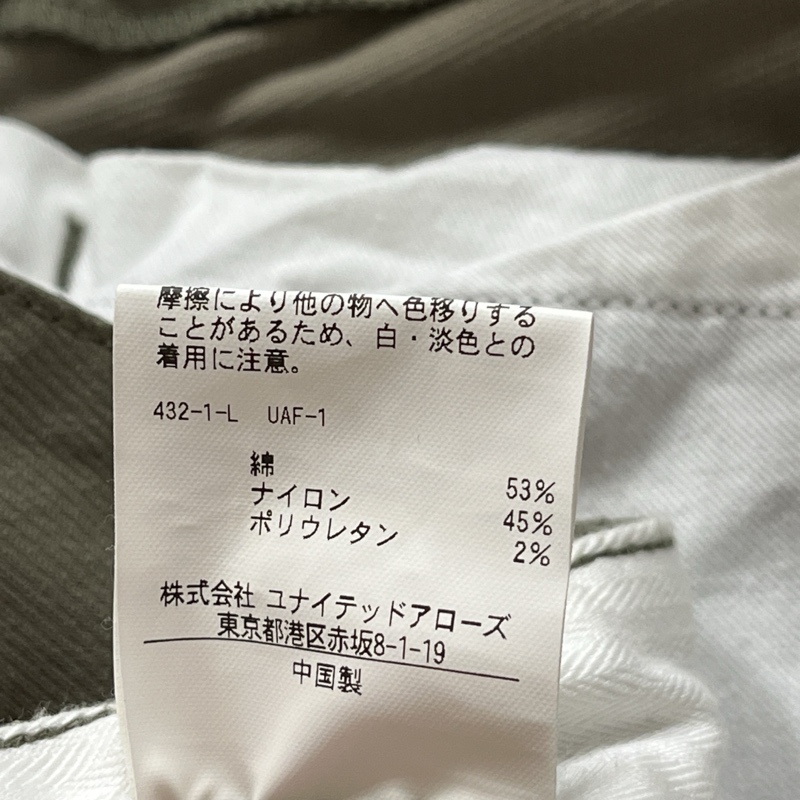 摩擦により他の物へ色移りする
ことがあるため、白・淡色との
着用に注意。
432-1-L UAF-1
綿 53%
ナイロン 45%
ポリウレタン 2%
株式会社 ユナイテッドアローズ
東京都港区赤坂8-1-19
中国製